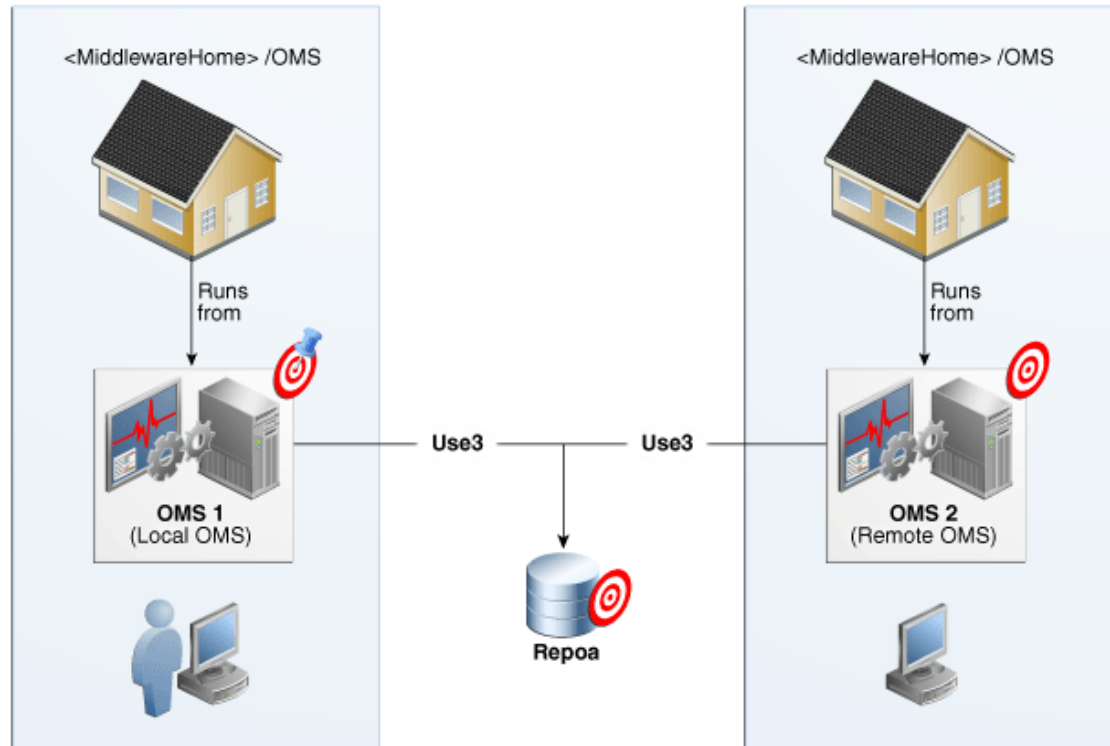 <MiddlewareHome> /OMS
<MiddlewareHome> /OMS
Runs
from
Runs
from
Use3
Use3
OMS 1
(Local OMS)
OMS 2
(Remote OMS)
Repoa